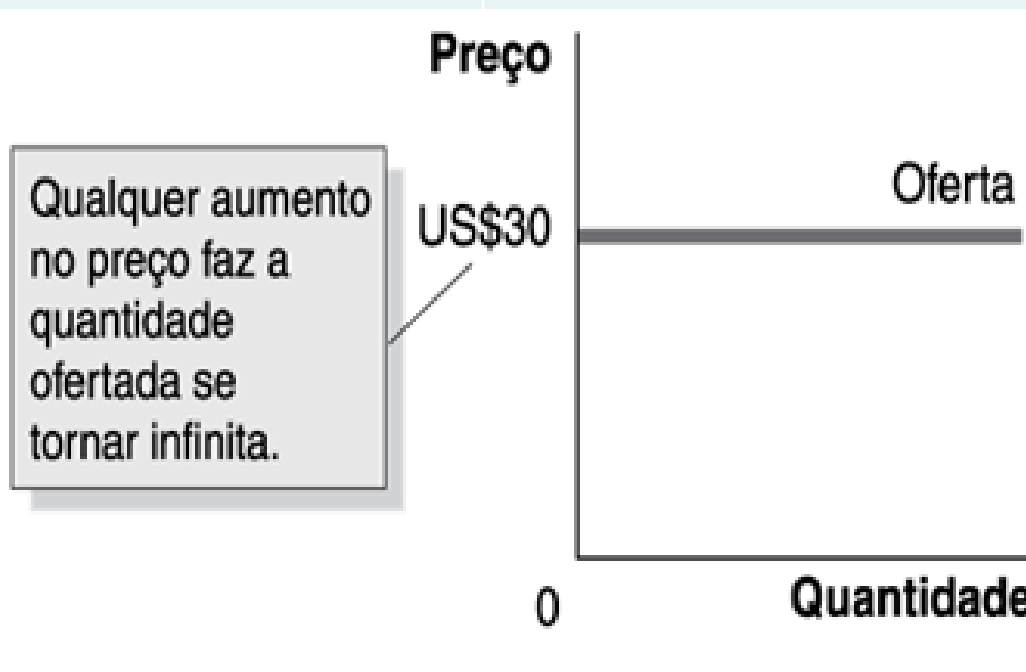 Preço
Qualquer aumento
no preço faz a
quantidade
ofertada se
tornar infinita.
US$30
Oferta
0
Quantidade